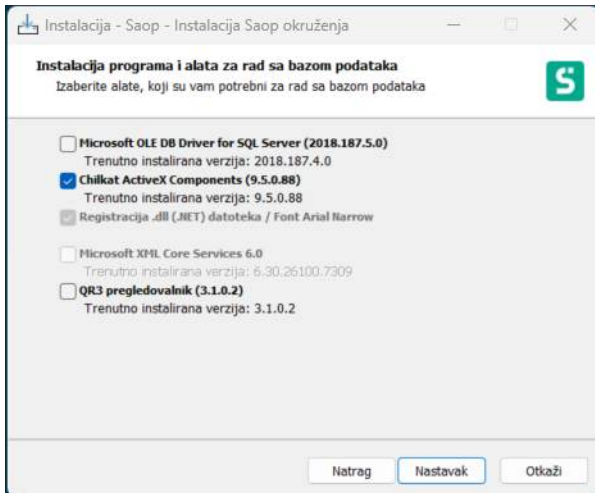 Instalacija - Saop - Instalacija Saop okruženja
Instalacija programa i alata za rad sa bazom podataka
Izaberite alate, koji su vam potrebni za rad sa bazom podataka
Microsoft OLE DB Driver for SQL Server (2018.187.5.0)
Trenutno instalirana verzija: 2018.187.4.0
Chilkat ActiveX Components (9.5.0.88)
Trenutno instalirana verzija: 9.5.0.88
Registracija .dll (.NET) datoteka / Font Arial Narrow
Microsoft XML Core Services 6.0
Trenutno instalirana verzija: 6.30.26100.7309
QR3 pregledovalnik (3.1.0.2)
Trenutno instalirana verzija: 3.1.0.2
Natrag Nastavak Otkaži